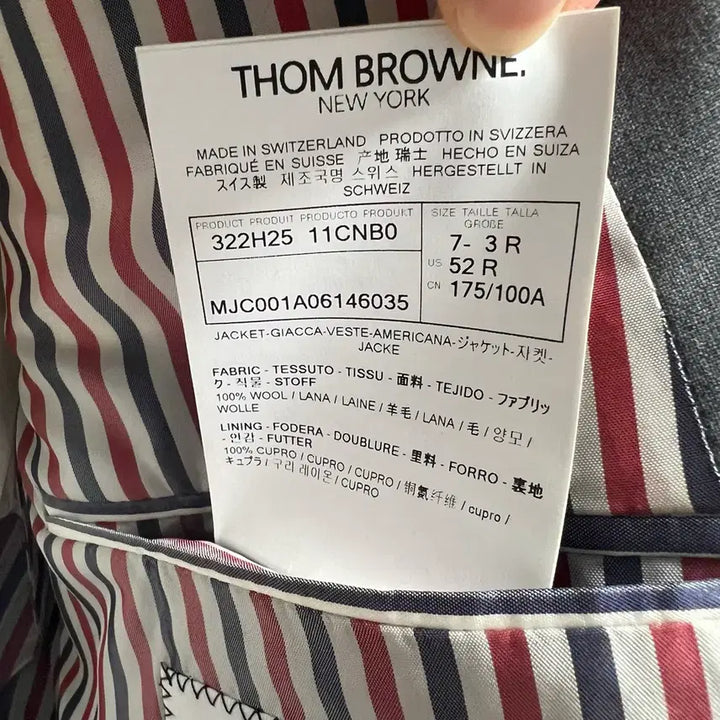 THOM BROWNE.
NEW YORK
MADE IN SWITZERLAND PRODOTTO IN SVIZZERA
FABRIQUÉ EN SUISSE 产地 瑞士 HECHO EN SUIZA
スイス製 제조국명 스위스 HERGESTELLT IN
SCHWEIZ
PRODUCT PRODUIT PRODUCTO PRODUKT
322H25 11CNB0
MJC001A06146035
SIZE TAILLE TALLA
GRÖßE
7- 3 R
US 52 R
CN 175/100A
JACKET-GIACCA-VESTE-AMERICANA-ジャケット-자켓-
JACKE
FABRIC - TESSUTO - TISSU - 面料 - TEJIDO - ファブリッ
ク - 직물 - STOFF
100% WOOL / LANA / LAINE / 羊毛 / LANA / 毛 / 양모 /
WOLLE
LINING - FODERA - DOUBLURE - 里料 - FORRO - 裏地
- 안감 - FUTTER
100% CUPRO / CUPRO / CUPRO / 铜氨纤维 / cupro /
キュプラ / 구리 레이온 / CUPRO